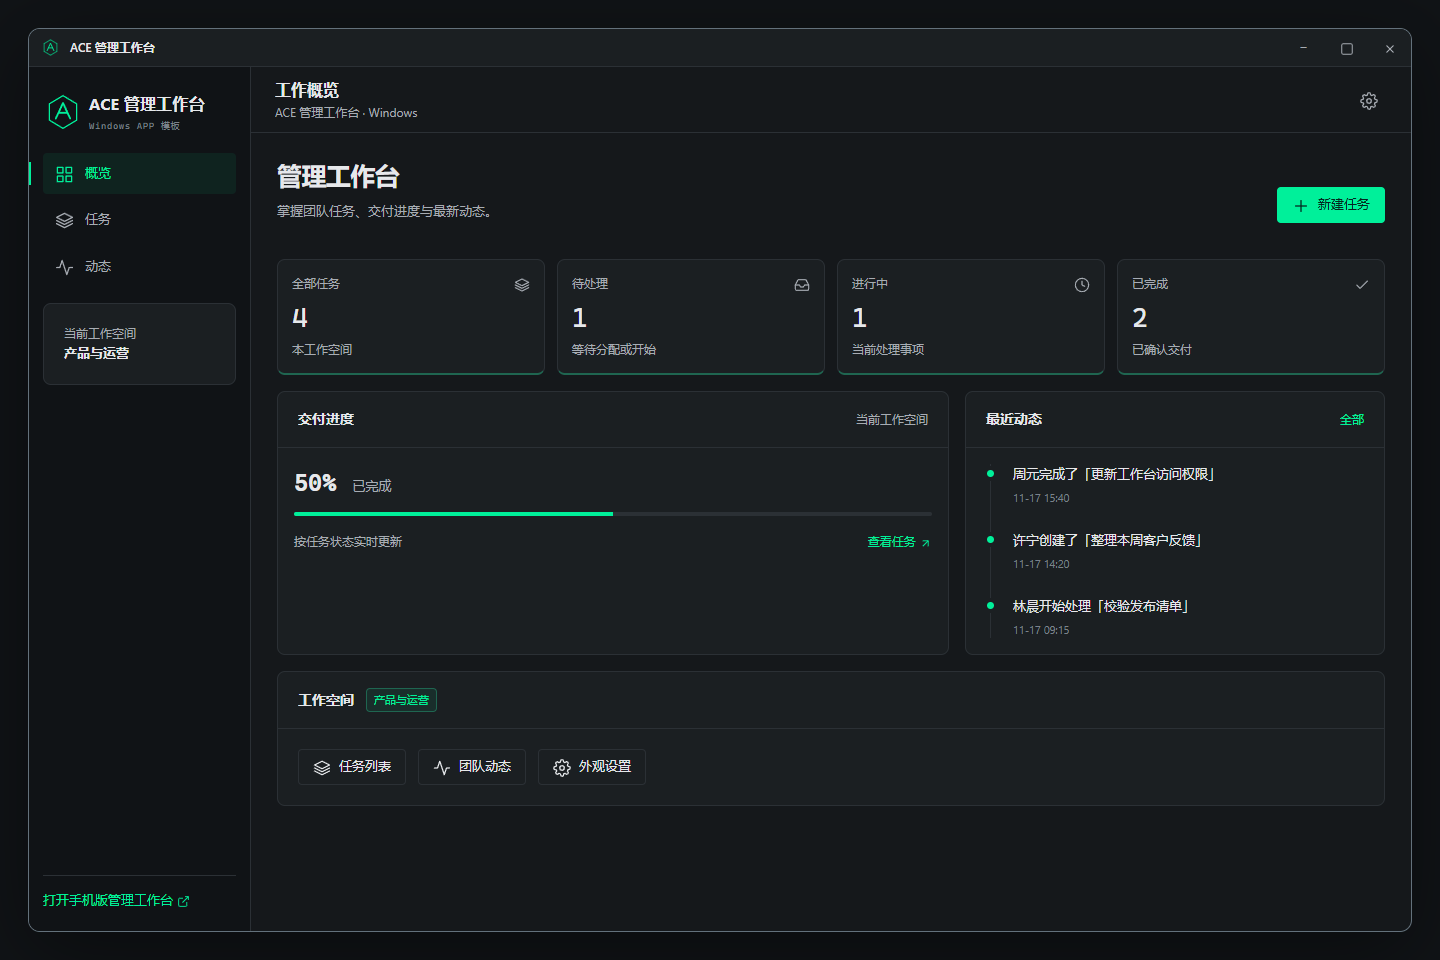 ACE 管理工作台
ACE 管理工作台
Windows APP 模板
概览
任务
动态
当前工作空间
产品与运营
打开手机版管理工作台
工作概览
ACE 管理工作台 · Windows
管理工作台
掌握团队任务、交付进度与最新动态。
新建任务
全部任务
4
本工作空间
待处理
1
等待分配或开始
进行中
1
当前处理事项
已完成
2
已确认交付
交付进度
当前工作空间
50% 已完成
按任务状态实时更新
查看任务
最近动态
全部
周元完成了「更新工作台访问权限」
11-17 15:40
许宁创建了「整理本周客户反馈」
11-17 14:20
林晨开始处理「校验发布清单」
11-17 09:15
工作空间
产品与运营
任务列表
团队动态
外观设置